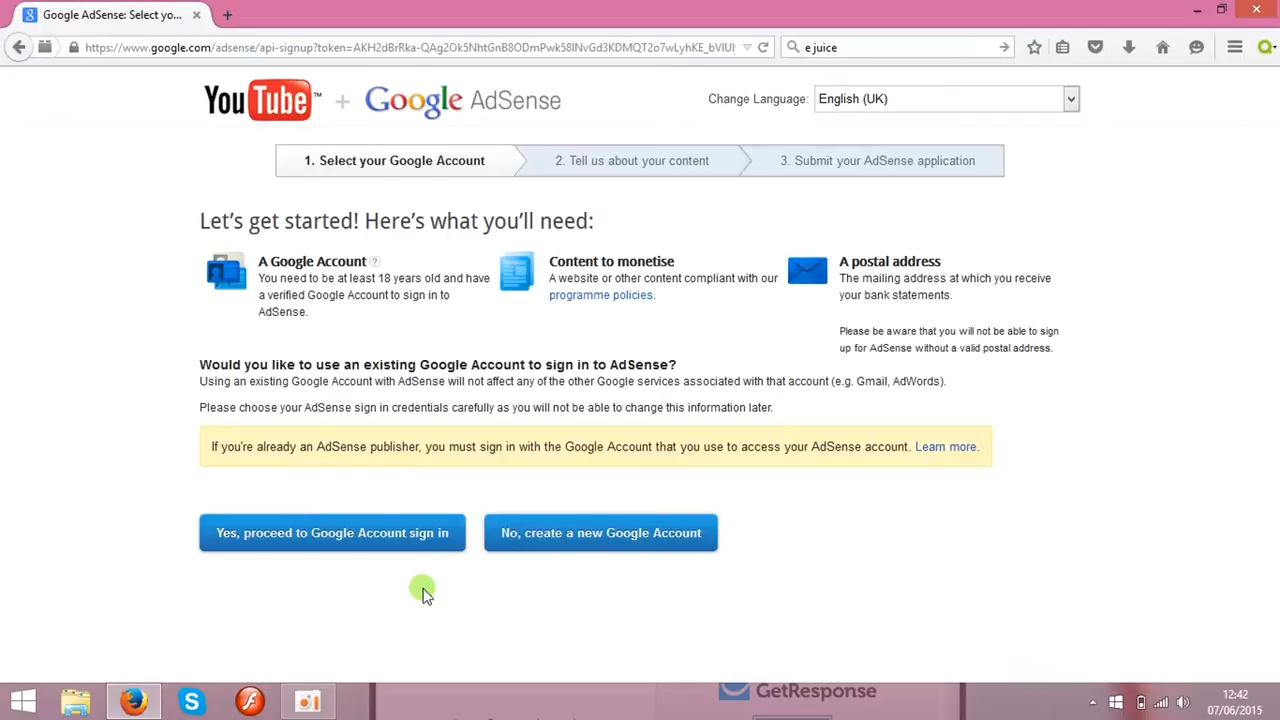 Google AdSense: Select yo...
https://www.google.com/adsense/api-signup?token=AKH2dBrRka-QAg2Ok5NhtGnB8ODmPwk58INvGd3KDMQT2o7wLyhKE_bVIUI
e juice
YouTube™ + Google AdSense
Change Language: English (UK)
1. Select your Google Account
2. Tell us about your content
3. Submit your AdSense application
Let's get started! Here's what you'll need:
A Google Account ?
You need to be at least 18 years old and have
a verified Google Account to sign in to
AdSense.
Content to monetise
A website or other content compliant with our
programme policies.
A postal address
The mailing address at which you receive
your bank statements.
Please be aware that you will not be able to sign
up for AdSense without a valid postal address.
Would you like to use an existing Google Account to sign in to AdSense?
Using an existing Google Account with AdSense will not affect any of the other Google services associated with that account (e.g. Gmail, AdWords).
Please choose your AdSense sign in credentials carefully as you will not be able to change this information later.
If you're already an AdSense publisher, you must sign in with the Google Account that you use to access your AdSense account. Learn more.
Yes, proceed to Google Account sign in
No, create a new Google Account
GetResponse
12:42
07/06/2015